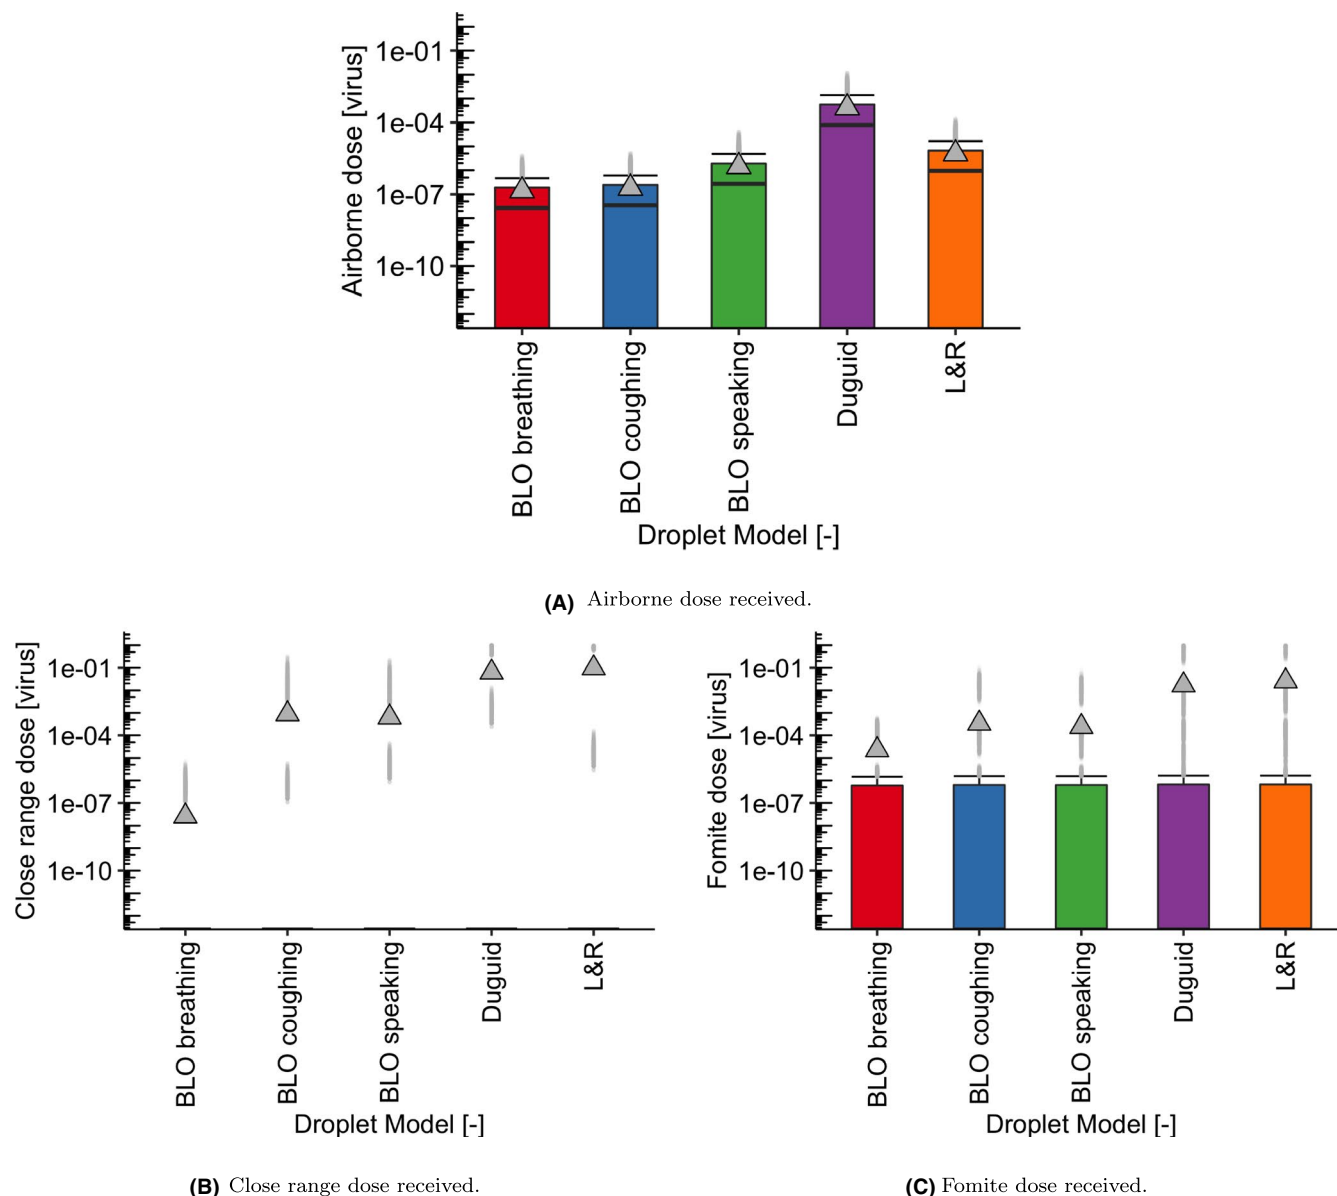 Airborne dose [virus]
1e-01
1e-04
1e-07
1e-10
BLO breathing
BLO coughing
BLO speaking
Duguid
L&R
Droplet Model [-]
(A) Airborne dose received.
Close range dose [virus]
1e-01
1e-04
1e-07
1e-10
BLO breathing
BLO coughing
BLO speaking
Duguid
L&R
Droplet Model [-]
(B) Close range dose received.
Fomite dose [virus]
1e-01
1e-04
1e-07
1e-10
BLO breathing
BLO coughing
BLO speaking
Duguid
L&R
Droplet Model [-]
(C) Fomite dose received.